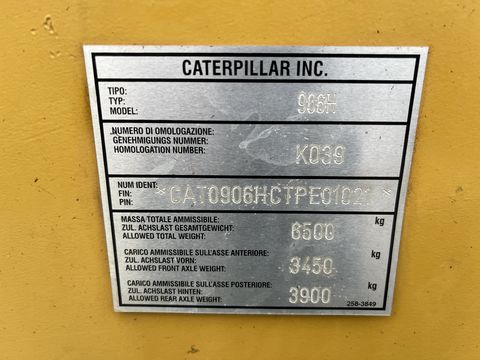 CATERPILLAR INC.
TIPO:
TYP:
MODEL: 906H
NUMERO DI OMOLOGAZIONE:
GENEHMIGUNGS NUMMER:
HOMOLOGATION NUMBER: K039
NUM IDENT:
FIN:
PIN:
MASSA TOTALE AMMISSIBILE: kg
ZUL. ACHSLAST GESAMTGEWICHT: 6500
ALLOWED TOTAL WEIGHT:
CARICO AMMISSIBILE SULL'ASSE ANTERIORE: kg
ZUL. ACHSLAST VORN: 3450
ALLOWED FRONT AXLE WEIGHT:
CARICO AMMISSIBILE SULL'ASSE POSTERIORE: kg
ZUL. ACHSLAST HINTEN: 3900
ALLOWED REAR AXLE WEIGHT: 258-3849